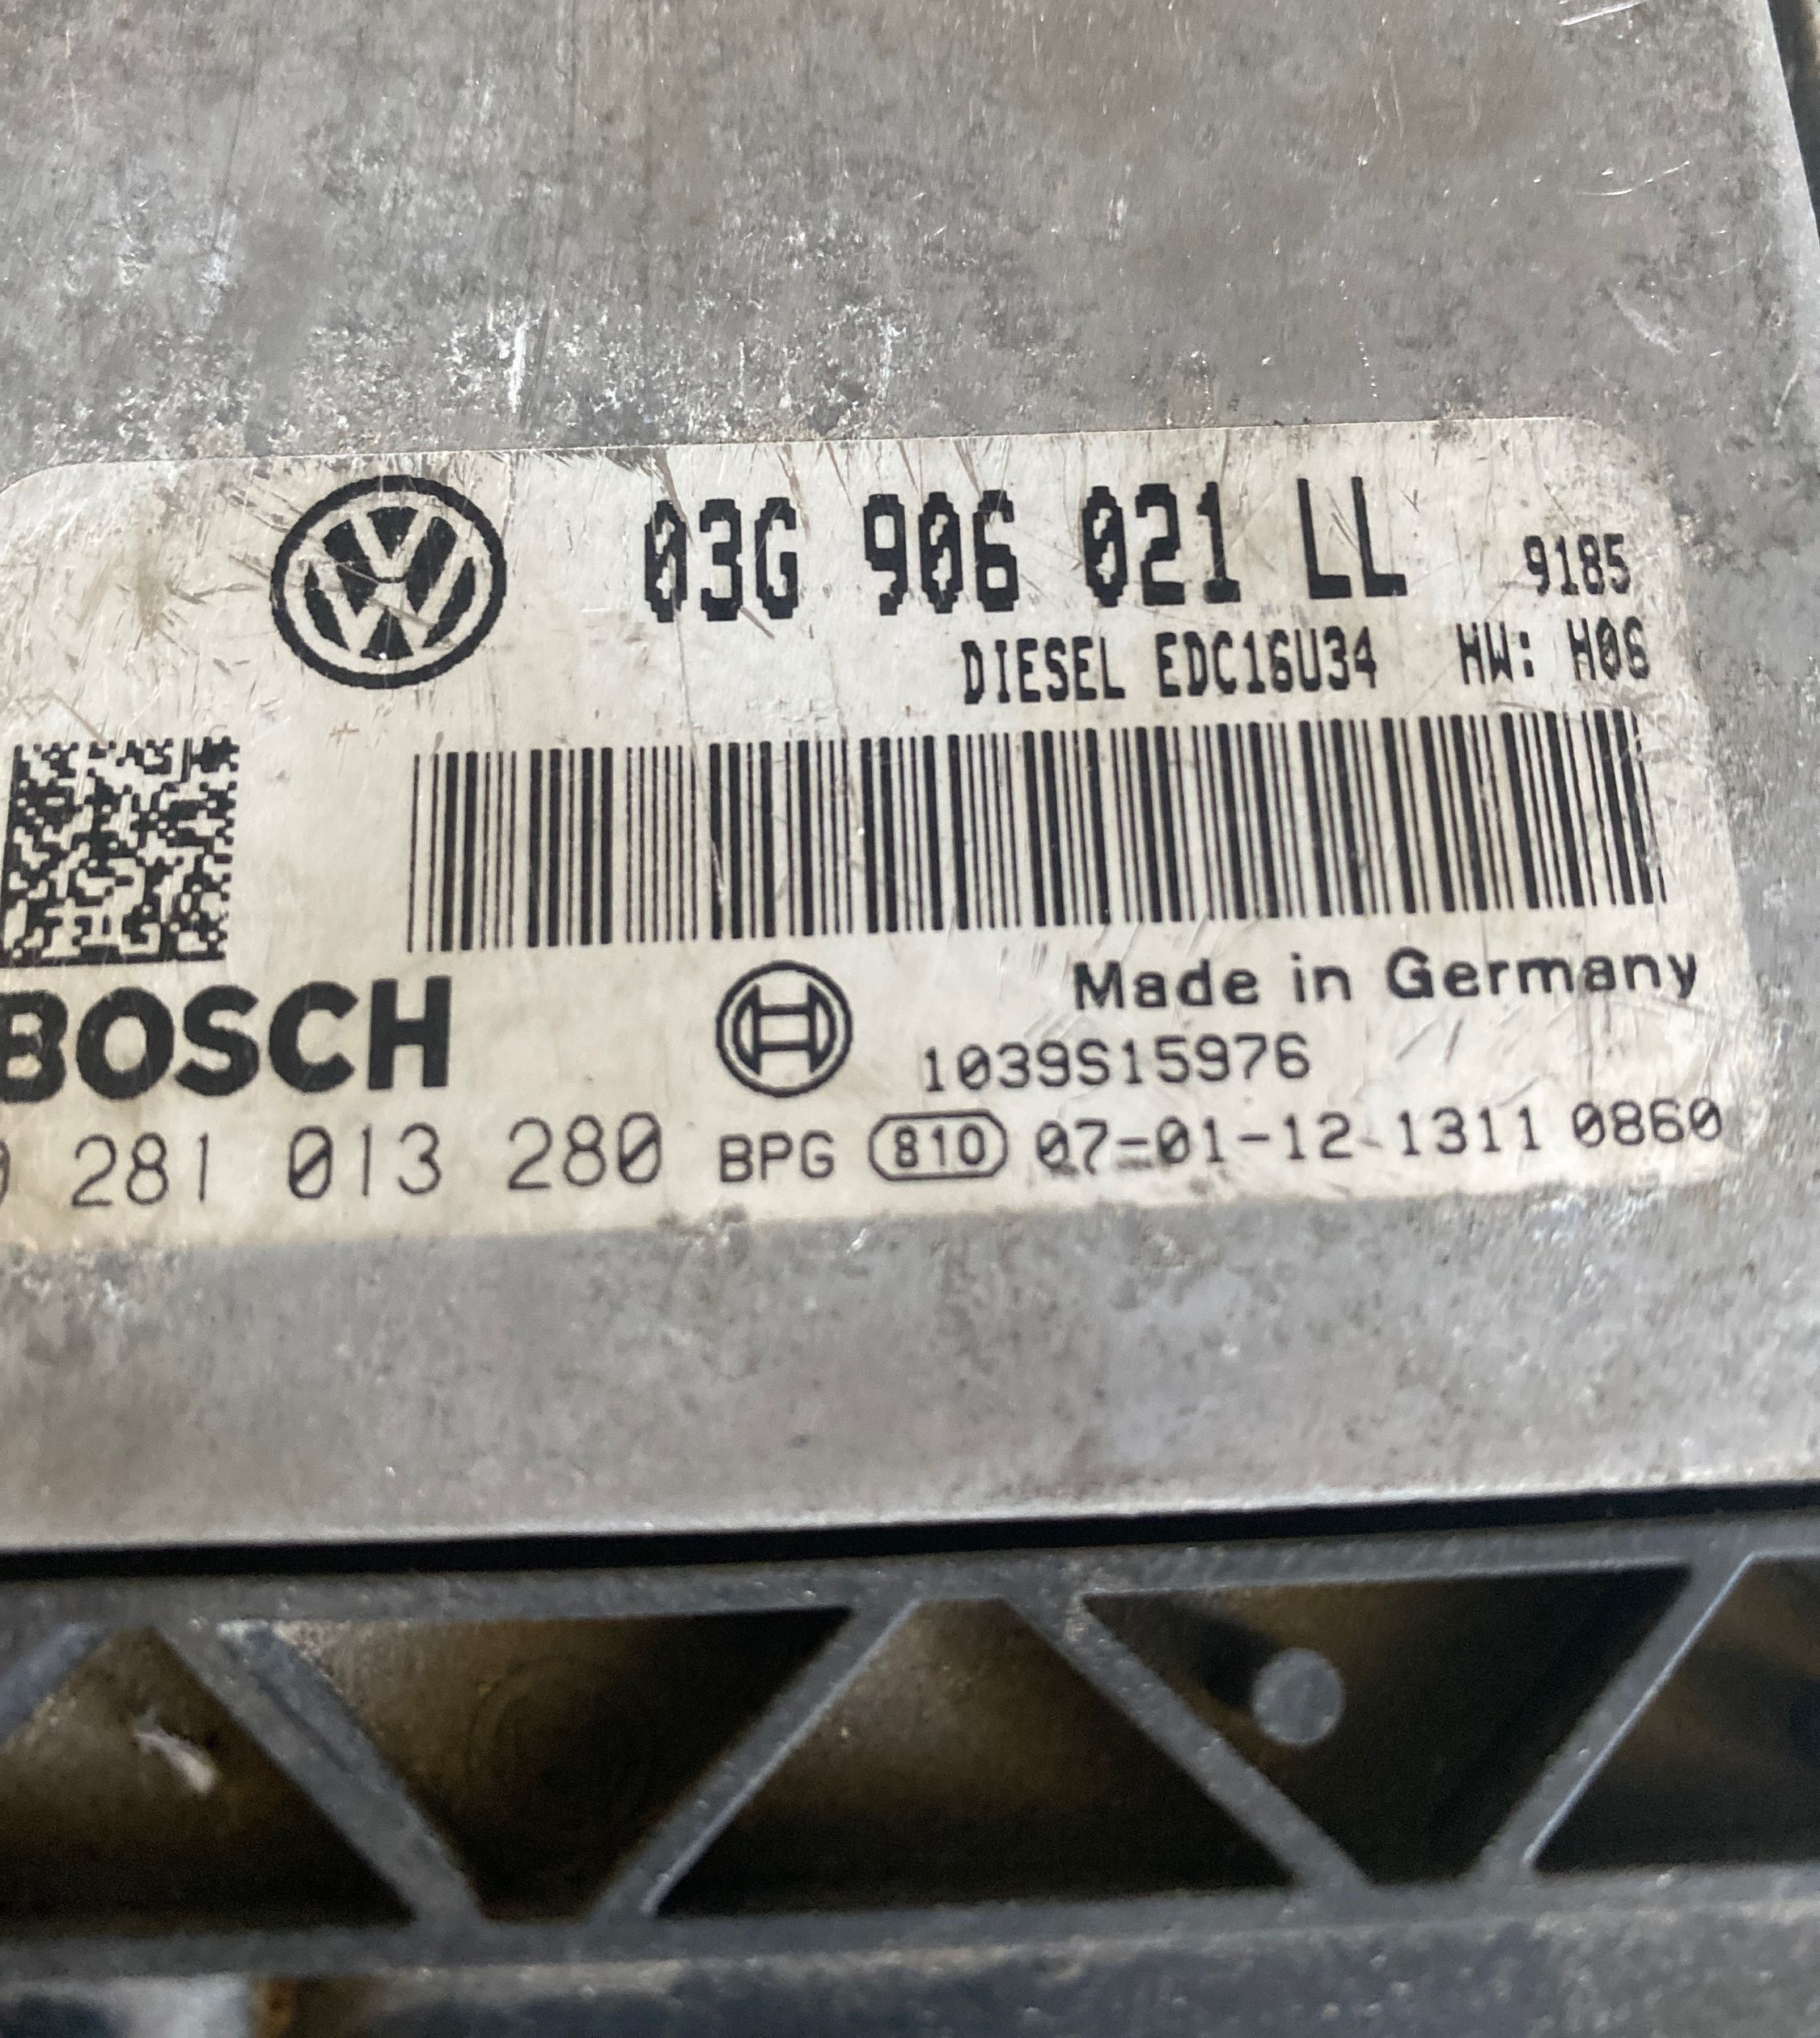 03G 906 021 LL 9185
DIESEL EDC16U34 HW: H06
BOSCH
Made in Germany
1039S15976
0 281 013 280 BPG 810 07-01-12-1311 0860